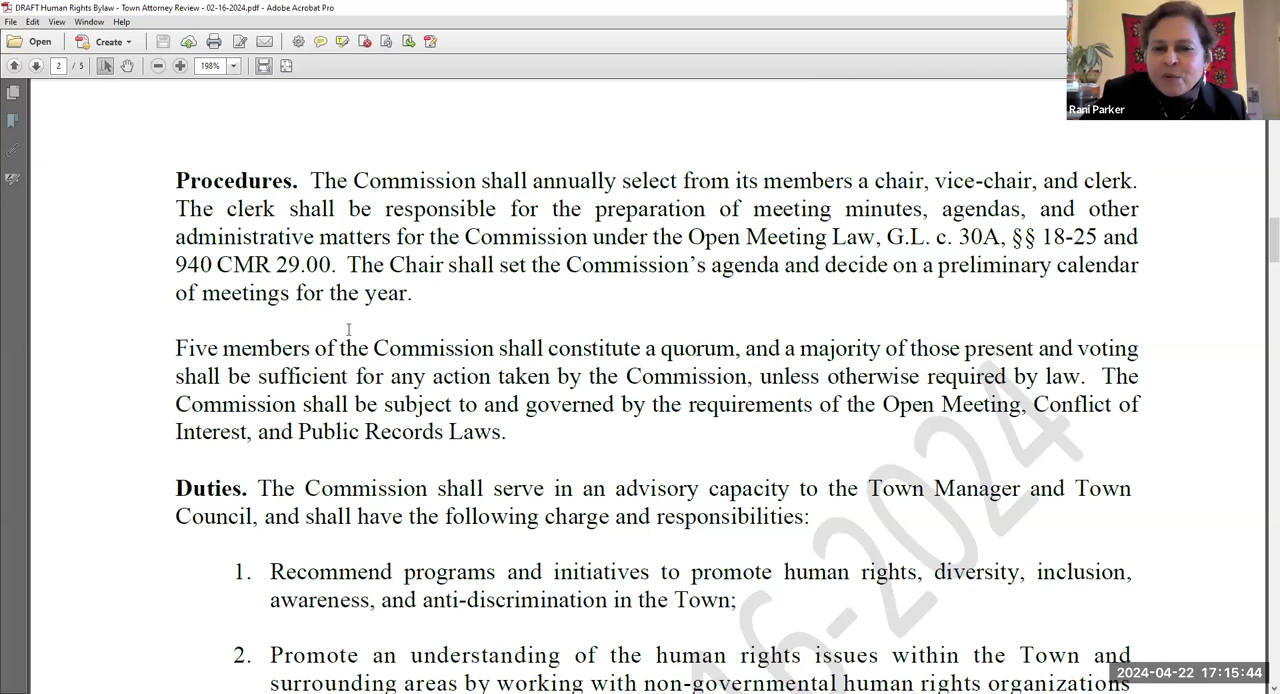 DRAFT Human Rights Bylaw - Town Attorney Review - 02-16-2024.pdf - Adobe Acrobat Pro
File Edit View Window Help
Open Create
2 / 5 198%
Rani Parker
Procedures. The Commission shall annually select from its members a chair, vice-chair, and clerk.
The clerk shall be responsible for the preparation of meeting minutes, agendas, and other
administrative matters for the Commission under the Open Meeting Law, G.L. c. 30A, §§ 18-25 and
940 CMR 29.00. The Chair shall set the Commission’s agenda and decide on a preliminary calendar
of meetings for the year.
Five members of the Commission shall constitute a quorum, and a majority of those present and voting
shall be sufficient for any action taken by the Commission, unless otherwise required by law. The
Commission shall be subject to and governed by the requirements of the Open Meeting, Conflict of
Interest, and Public Records Laws.
Duties. The Commission shall serve in an advisory capacity to the Town Manager and Town
Council, and shall have the following charge and responsibilities:
1. Recommend programs and initiatives to promote human rights, diversity, inclusion,
awareness, and anti-discrimination in the Town;
2. Promote an understanding of the human rights issues within the Town and
surrounding areas by working with non-governmental human rights organizations
16-2024
2024-04-22 17:15:44